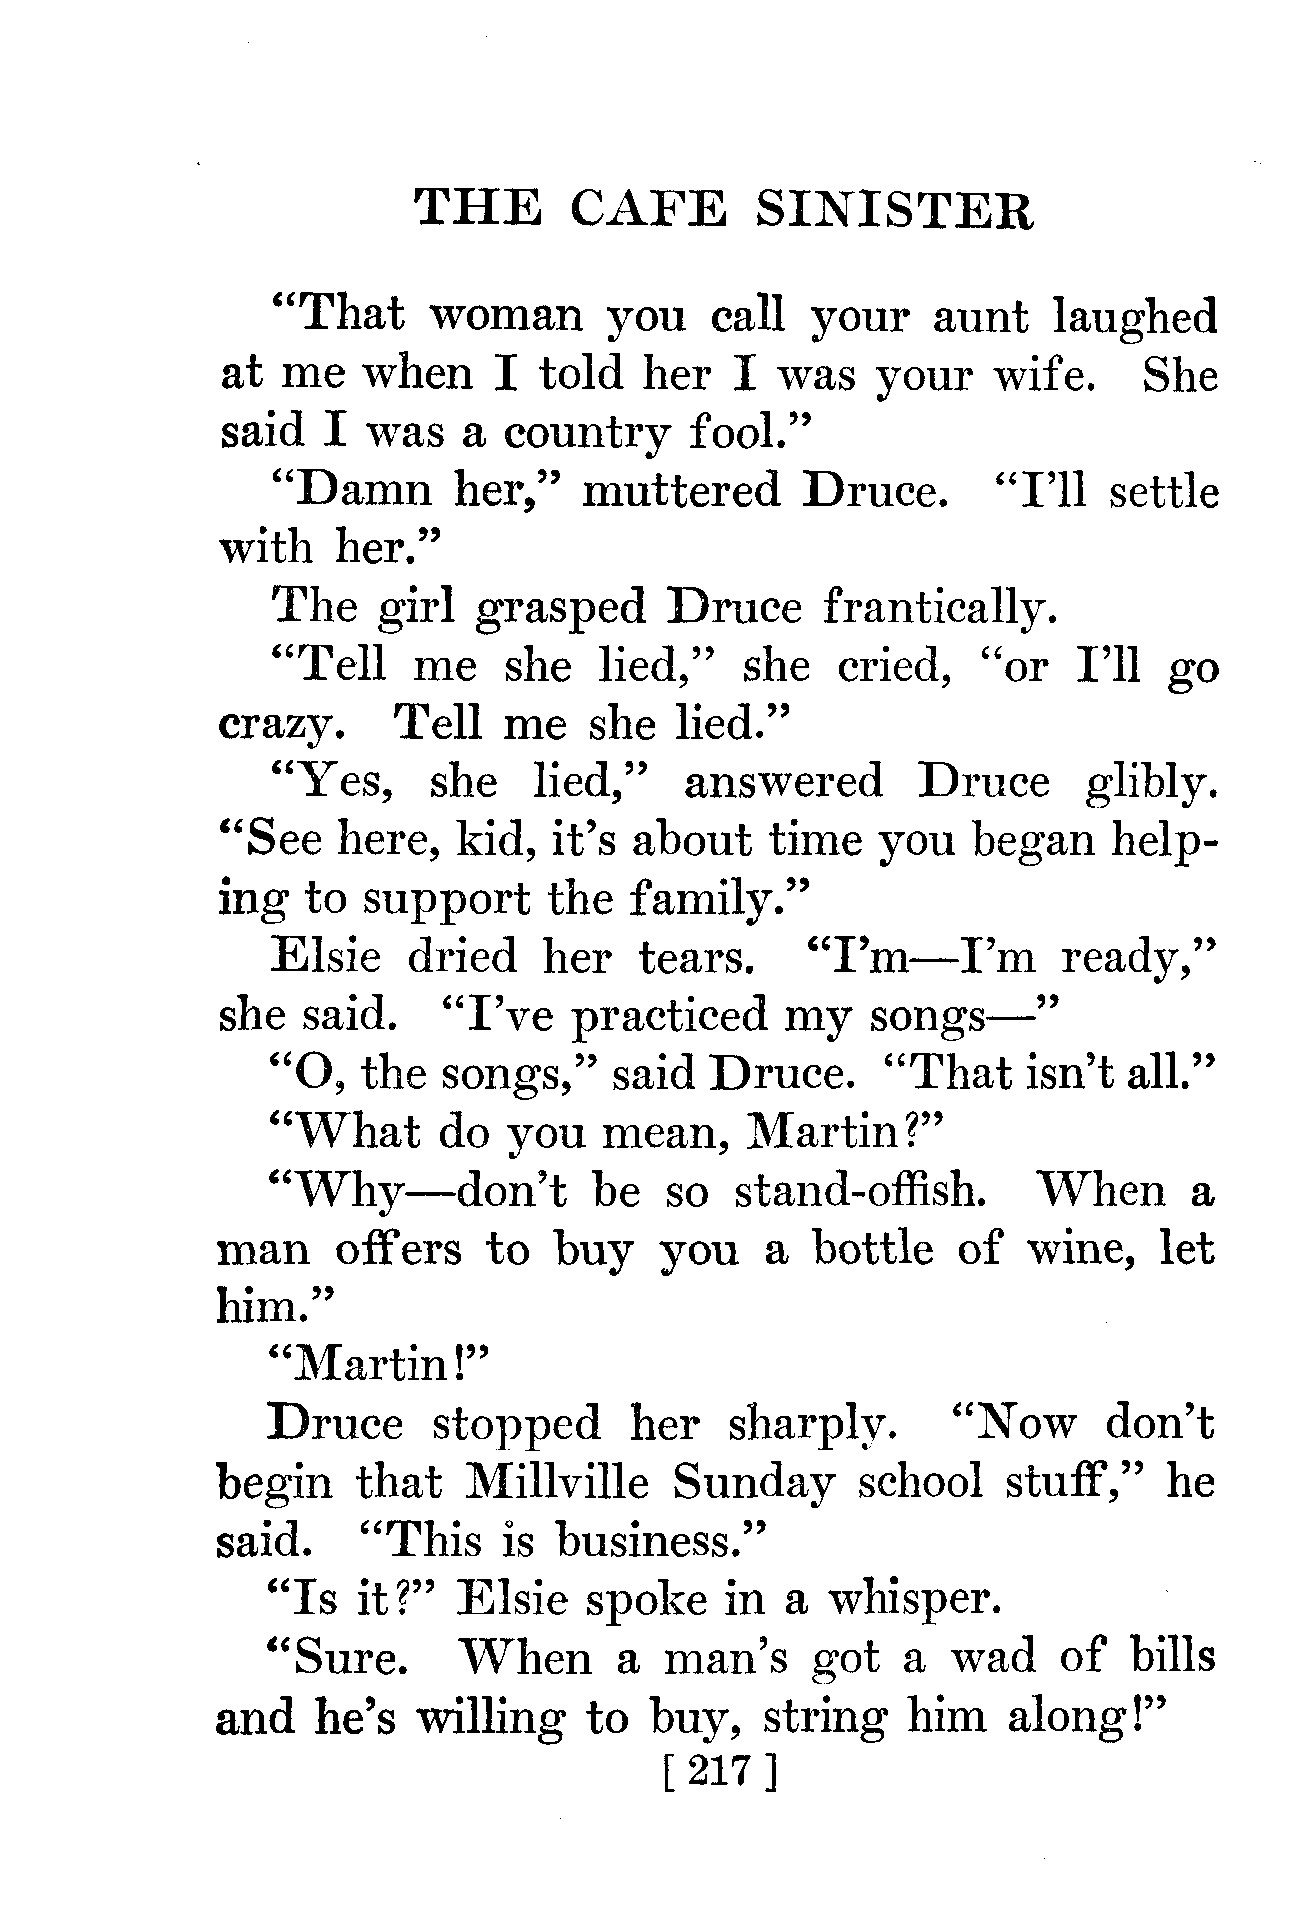 THE CAFE SINISTER
“That woman you call your aunt laughed
at me when I told her I was your wife. She
said I was a country fool.”
“Damn her,” muttered Druce. “I’ll settle
with her.”
The girl grasped Druce frantically.
“Tell me she lied,” she cried, “or I’ll go
crazy. Tell me she lied.”
“Yes, she lied,” answered Druce glibly.
“See here, kid, it’s about time you began help-
ing to support the family.”
Elsie dried her tears. “I’m—I’m ready,”
she said. “I’ve practiced my songs—”
“O, the songs,” said Druce. “That isn’t all.”
“What do you mean, Martin?”
“Why—don’t be so stand-offish. When a
man offers to buy you a bottle of wine, let
him.”
“Martin!”
Druce stopped her sharply. “Now don’t
begin that Millville Sunday school stuff,” he
said. “This is business.”
“Is it?” Elsie spoke in a whisper.
“Sure. When a man’s got a wad of bills
and he’s willing to buy, string him along!”
[ 217 ]